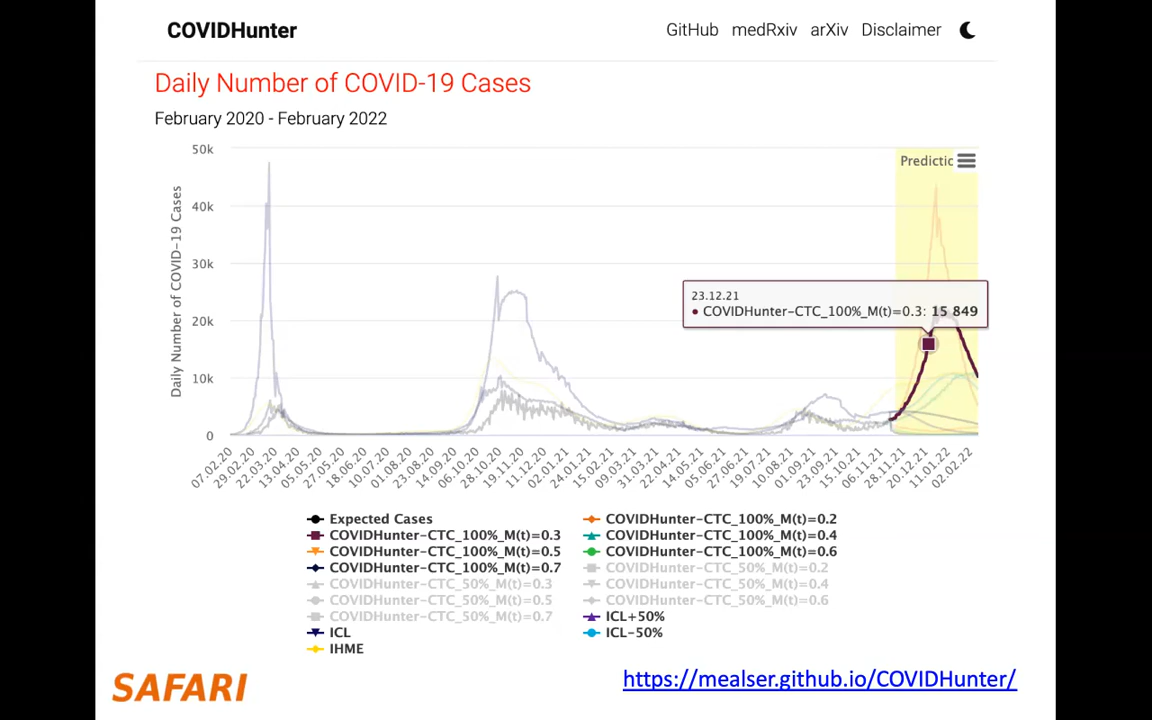 COVIDHunter
GitHub medRxiv arXiv Disclaimer
Daily Number of COVID-19 Cases
February 2020 - February 2022
Daily Number of COVID-19 Cases
50k
40k
30k
20k
10k
0
Predictic
23.12.21
● COVIDHunter-CTC_100%_M(t)=0.3: 15 849
07.02.20 29.02.20 22.03.20 13.04.20 05.05.20 27.05.20 18.06.20 10.07.20 01.08.20 23.08.20 14.09.20 06.10.20 28.10.20 19.11.20 11.12.20 02.01.21 24.01.21 15.02.21 09.03.21 31.03.21 22.04.21 14.05.21 05.06.21 27.06.21 19.07.21 10.08.21 01.09.21 23.09.21 15.10.21 06.11.21 28.11.21 20.12.21 11.01.22 02.02.22
Expected Cases COVIDHunter-CTC_100%_M(t)=0.2
COVIDHunter-CTC_100%_M(t)=0.3 COVIDHunter-CTC_100%_M(t)=0.4
COVIDHunter-CTC_100%_M(t)=0.5 COVIDHunter-CTC_100%_M(t)=0.6
COVIDHunter-CTC_100%_M(t)=0.7 COVIDHunter-CTC_50%_M(t)=0.2
COVIDHunter-CTC_50%_M(t)=0.3 COVIDHunter-CTC_50%_M(t)=0.4
COVIDHunter-CTC_50%_M(t)=0.5 COVIDHunter-CTC_50%_M(t)=0.6
COVIDHunter-CTC_50%_M(t)=0.7 ICL+50%
ICL ICL-50%
IHME
SAFARI
https://mealser.github.io/COVIDHunter/